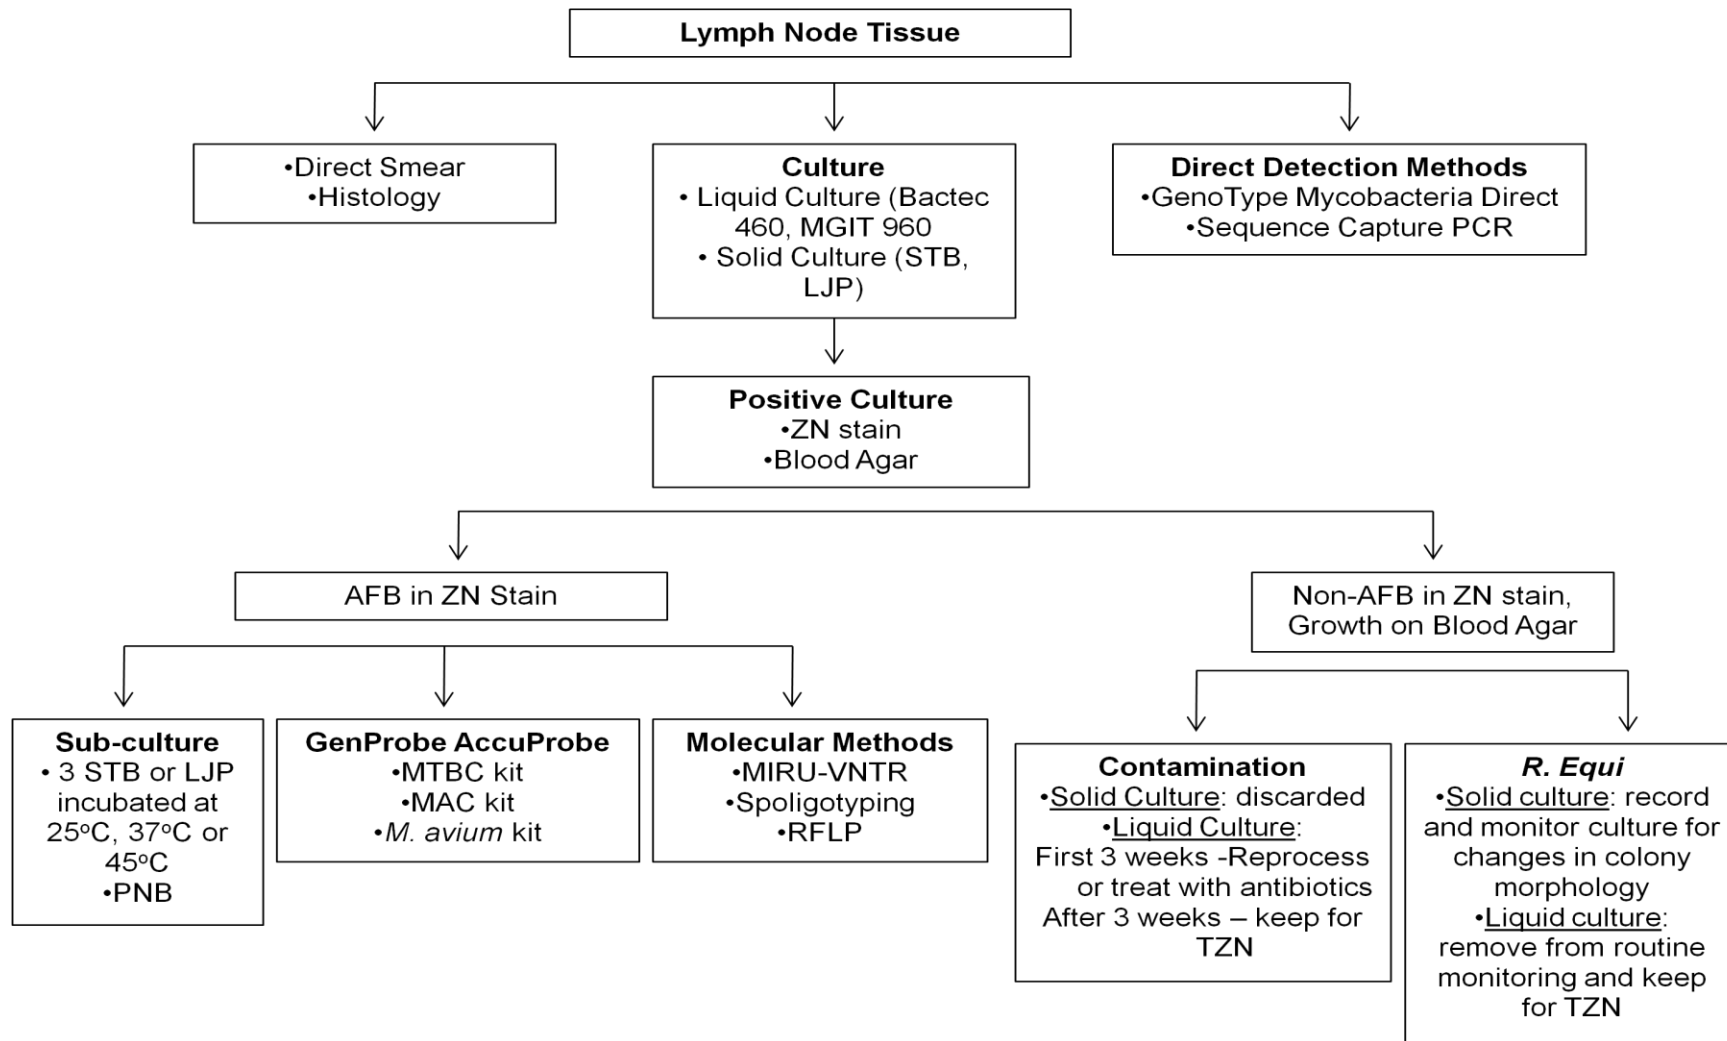 Lymph Node Tissue
•Direct Smear
•Histology
Culture
• Liquid Culture (Bactec
460, MGIT 960
• Solid Culture (STB,
LJP)
Direct Detection Methods
•GenoType Mycobacteria Direct
•Sequence Capture PCR
Positive Culture
•ZN stain
•Blood Agar
AFB in ZN Stain
Non-AFB in ZN stain,
Growth on Blood Agar
Sub-culture
• 3 STB or LJP
incubated at
25ºC, 37ºC or
45ºC
•PNB
GenProbe AccuProbe
•MTBC kit
•MAC kit
•M. avium kit
Molecular Methods
•MIRU-VNTR
•Spoligotyping
•RFLP
Contamination
•Solid Culture: discarded
•Liquid Culture:
First 3 weeks -Reprocess
or treat with antibiotics
After 3 weeks – keep for
TZN
R. Equi
•Solid culture: record
and monitor culture for
changes in colony
morphology
•Liquid culture:
remove from routine
monitoring and keep
for TZN